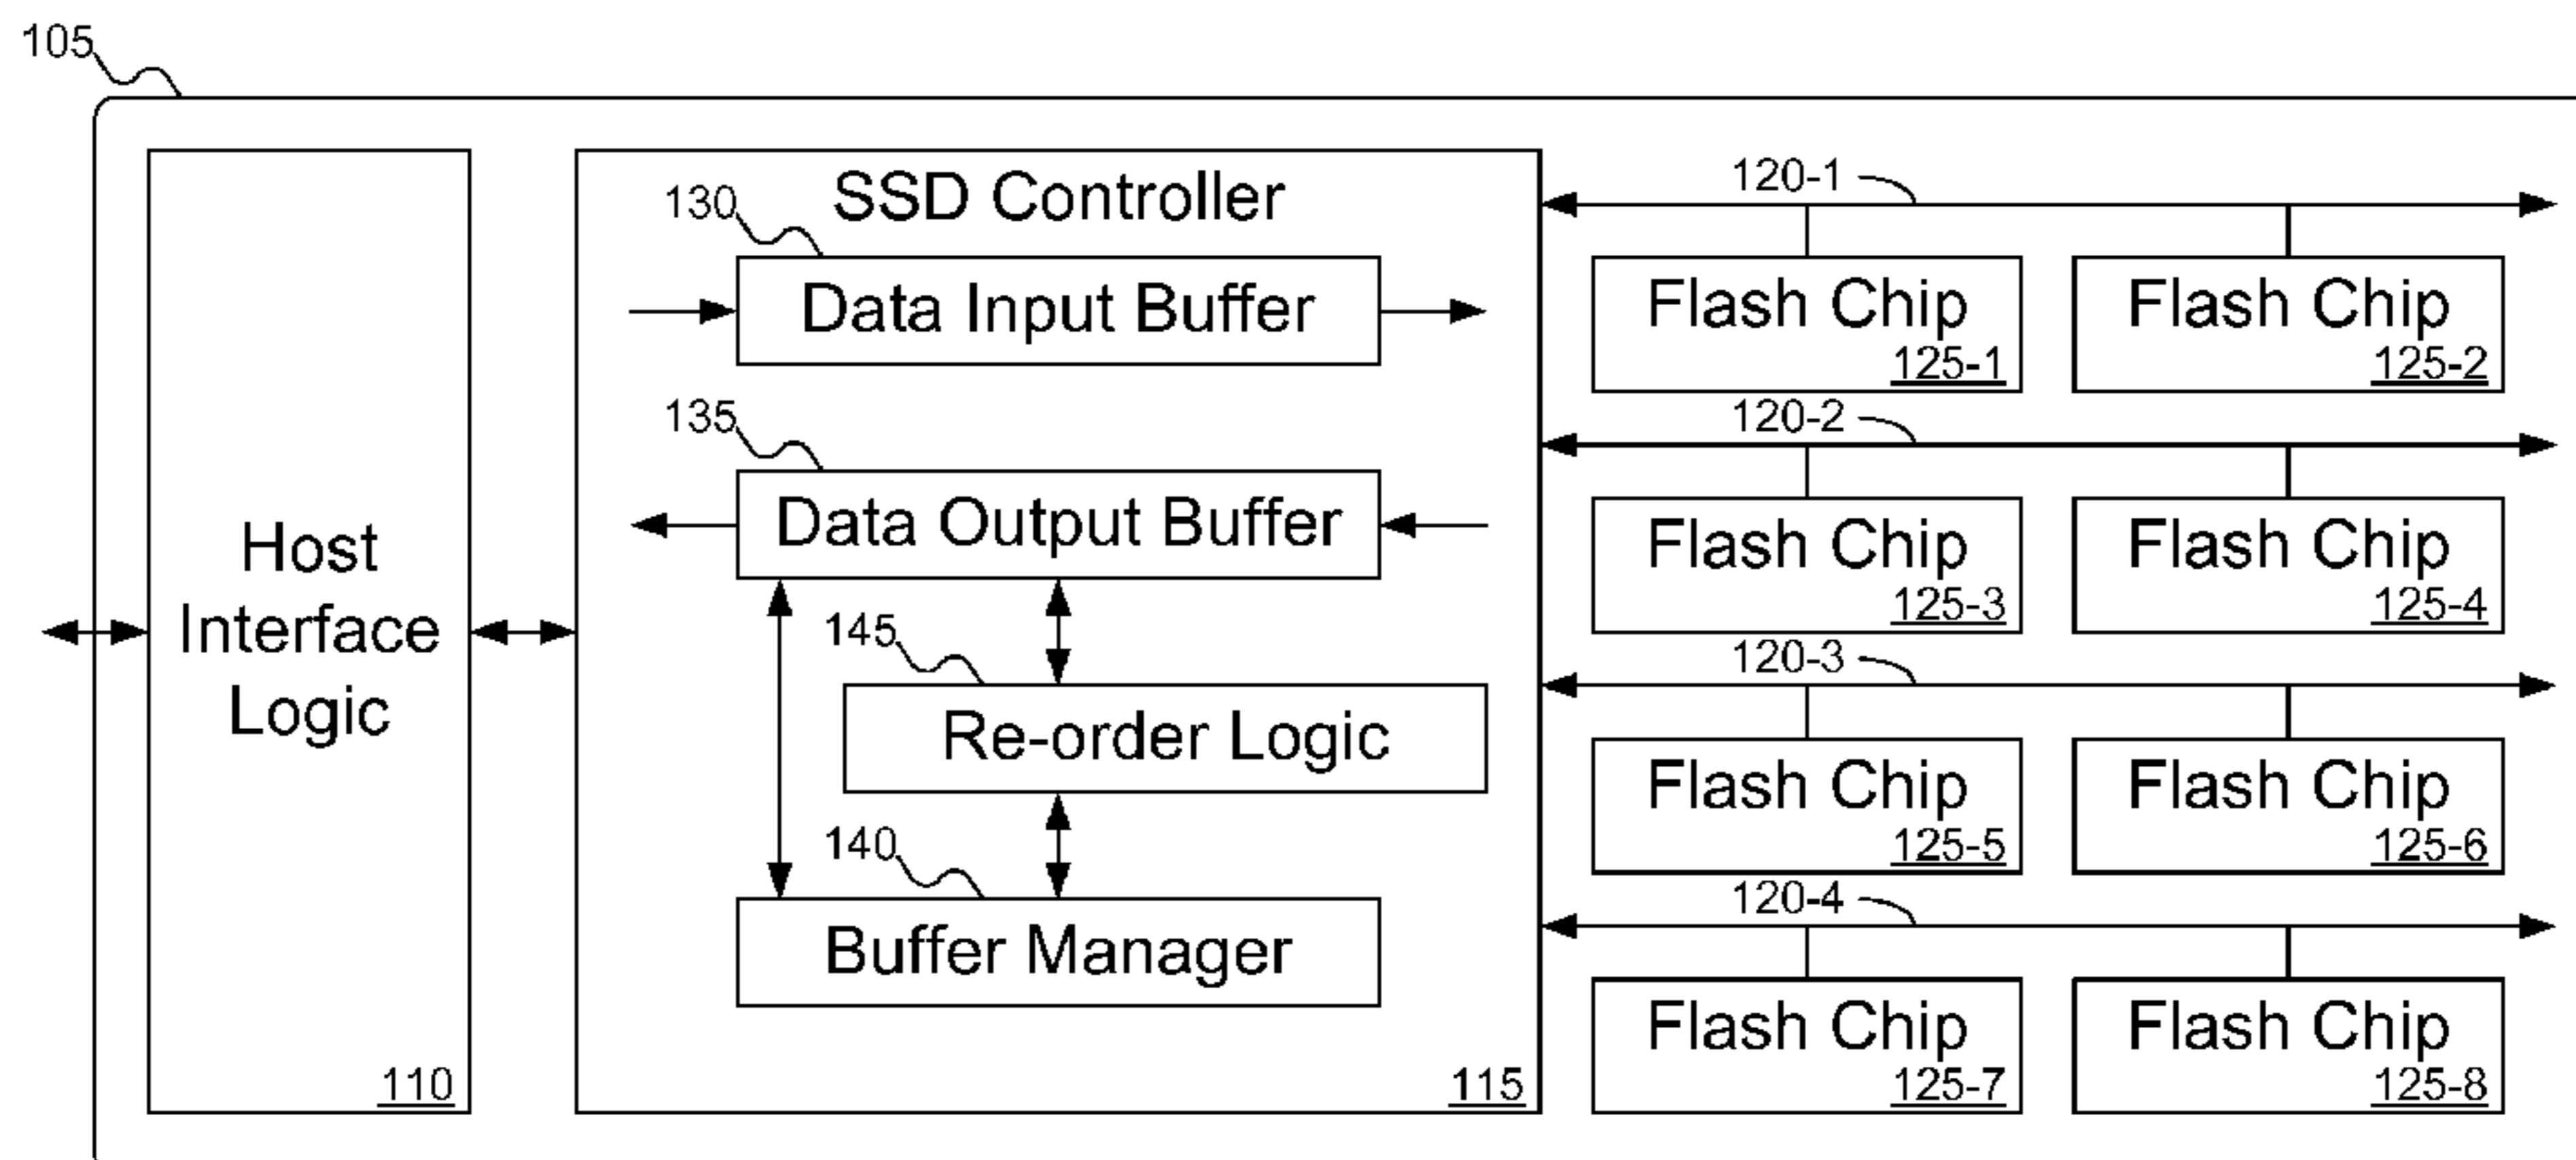 105
Host
Interface
Logic
110
SSD Controller
130
Data Input Buffer
135
Data Output Buffer
145
Re-order Logic
140
Buffer Manager
115
120-1
Flash Chip
125-1
Flash Chip
125-2
120-2
Flash Chip
125-3
Flash Chip
125-4
120-3
Flash Chip
125-5
Flash Chip
125-6
120-4
Flash Chip
125-7
Flash Chip
125-8